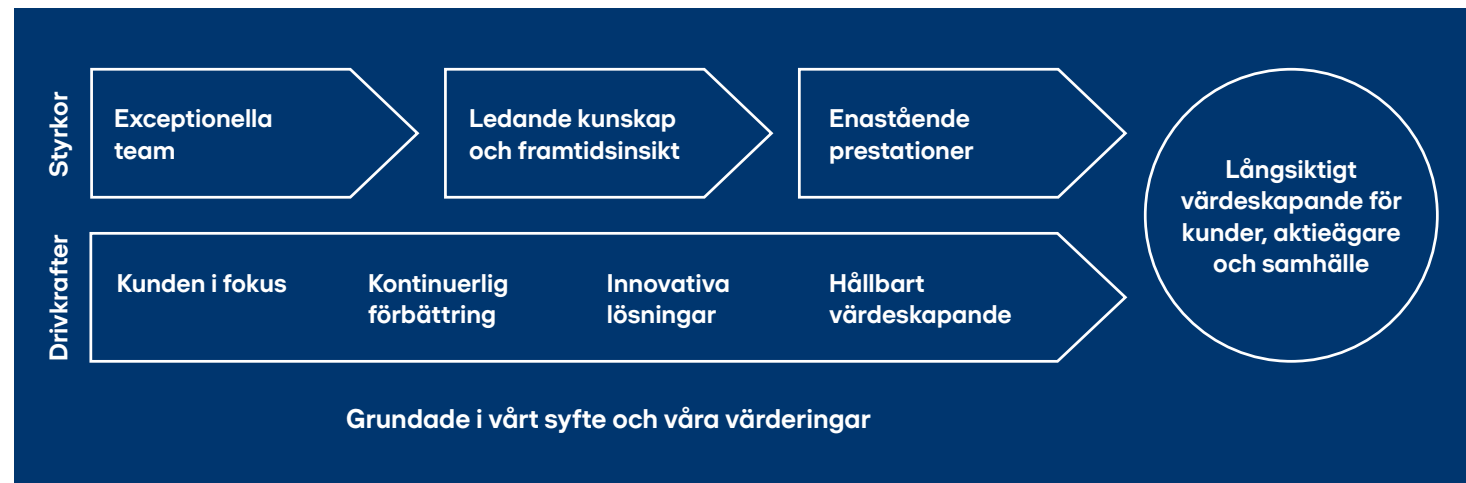 Styrkor
Exceptionella
team
Ledande kunskap
och framtidsinsikt
Enastående
prestationer
Drivkrafter
Kunden i fokus
Kontinuerlig
förbättring
Innovativa
lösningar
Hållbart
värdeskapande
Långsiktigt
värdeskapande för
kunder, aktieägare
och samhälle
Grundade i vårt syfte och våra värderingar